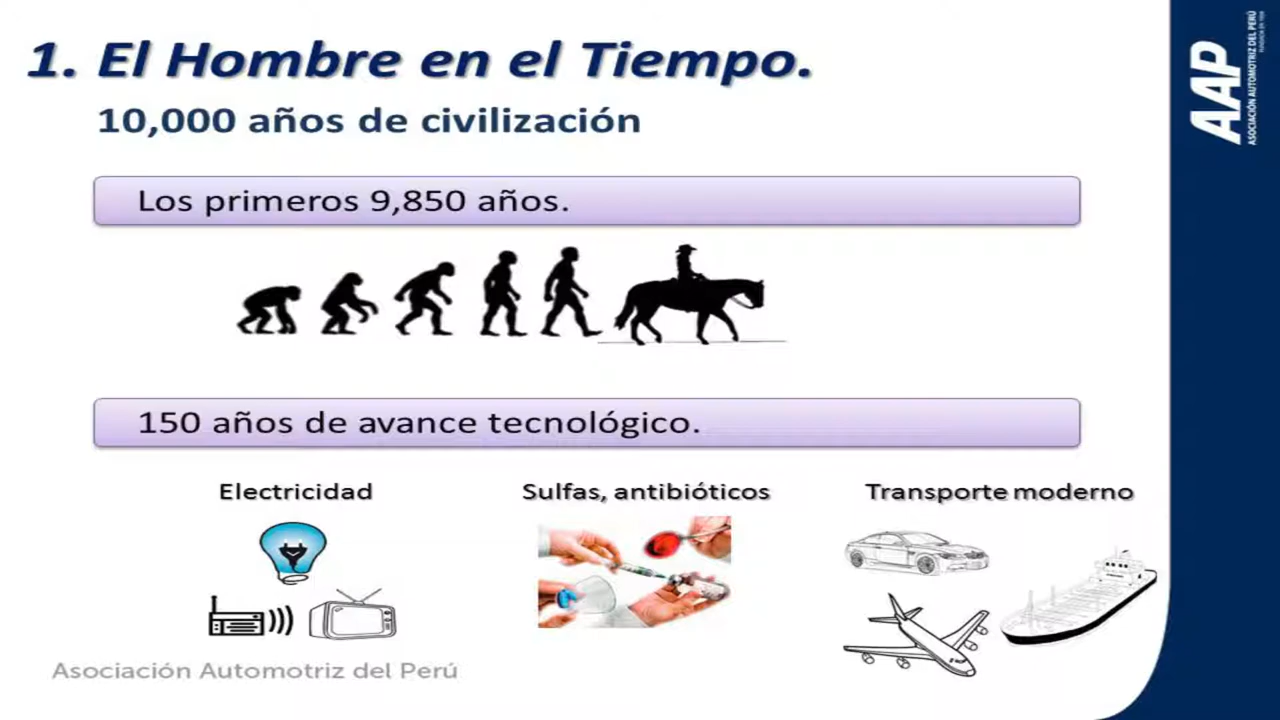 1. El Hombre en el Tiempo.
10,000 años de civilización
Los primeros 9,850 años.
150 años de avance tecnológico.
Electricidad
Sulfas, antibióticos
Transporte moderno
Asociación Automotriz del Perú
AAP
ASOCIACIÓN AUTOMOTRIZ DEL PERÚ